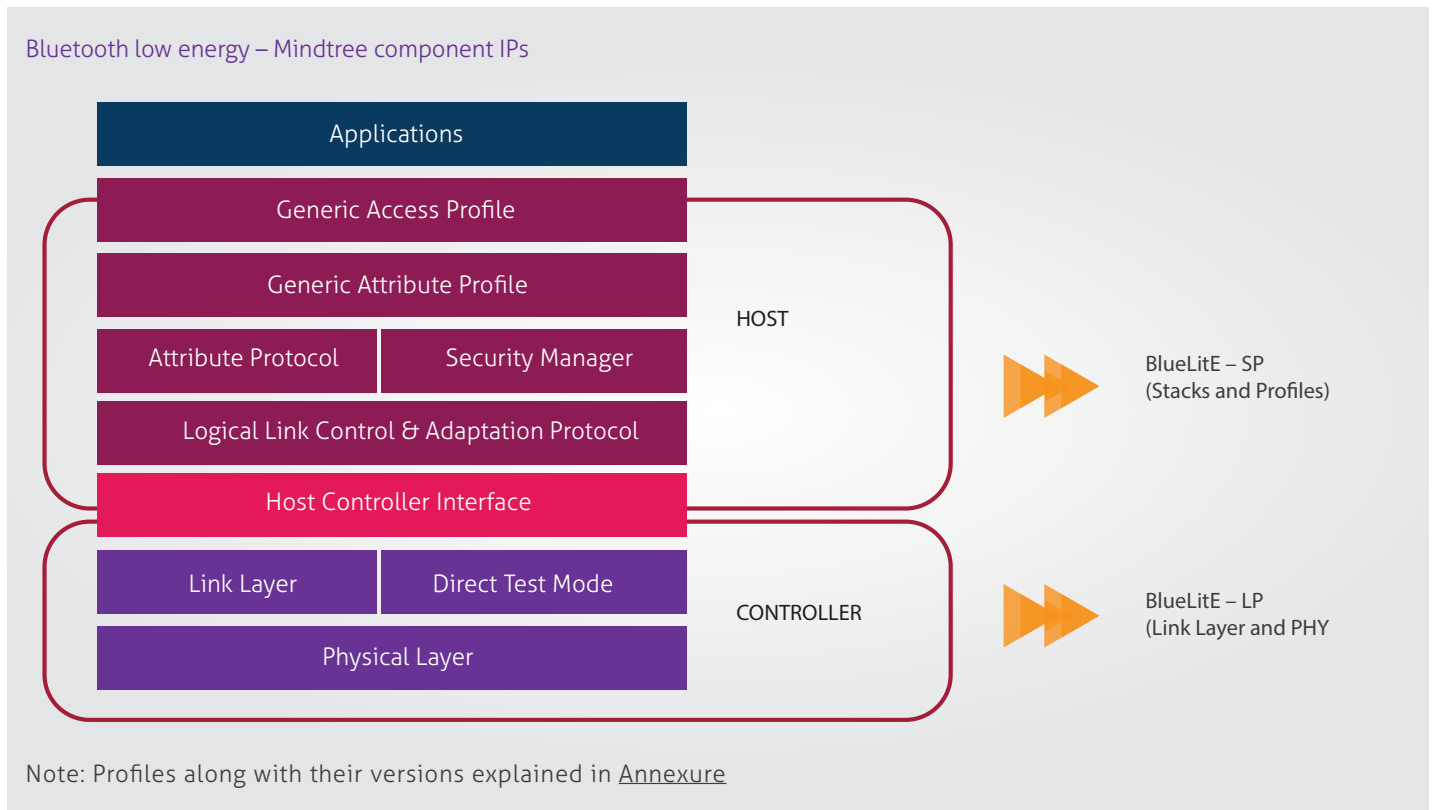 Bluetooth low energy – Mindtree component IPs
Applications
Generic Access Profile
Generic Attribute Profile
HOST
Attribute Protocol
Security Manager
BlueLitE – SP
(Stacks and Profiles)
Logical Link Control & Adaptation Protocol
Host Controller Interface
Link Layer
Direct Test Mode
CONTROLLER
BlueLitE – LP
(Link Layer and PHY
Physical Layer
Note: Profiles along with their versions explained in Annexure